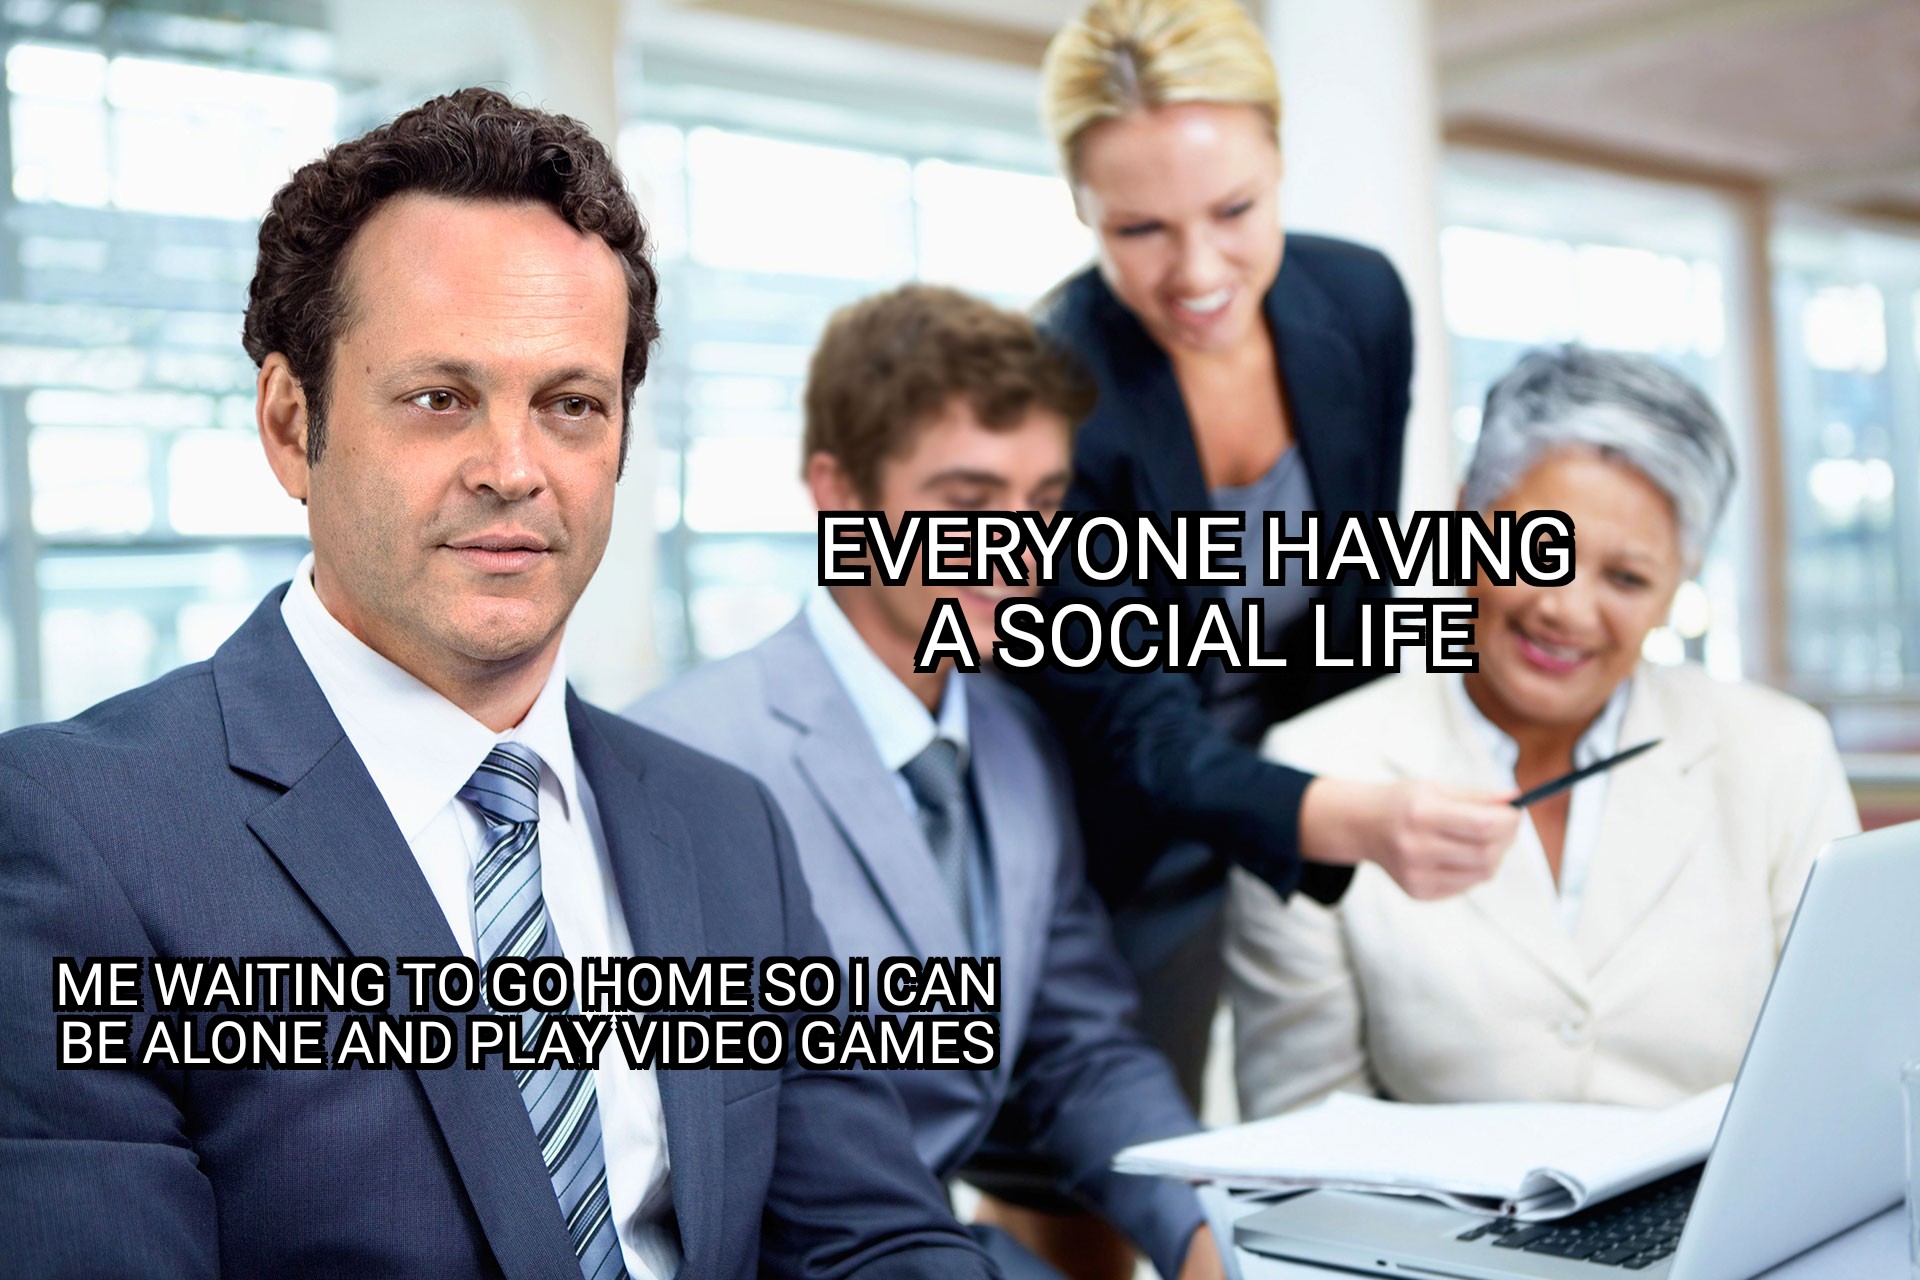 EVERYONE HAVING
A SOCIAL LIFE
ME WAITING TO GO HOME SO I CAN
BE ALONE AND PLAY VIDEO GAMES